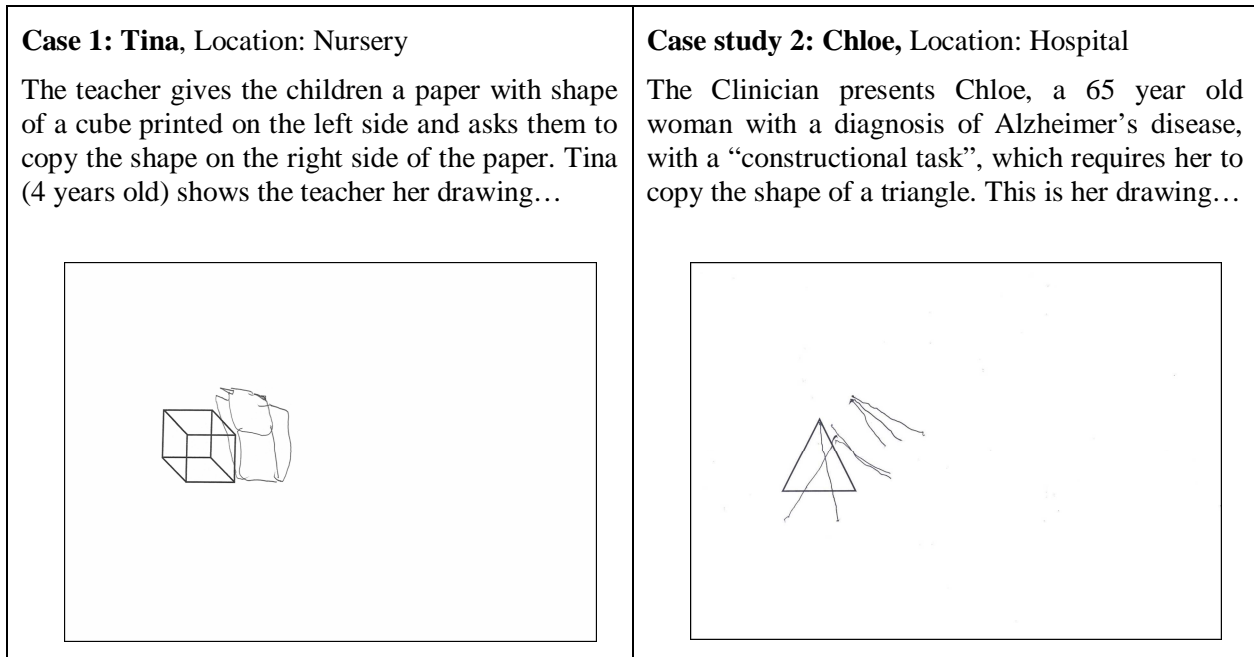 Case 1: Tina, Location: Nursery
The teacher gives the children a paper with shape
of a cube printed on the left side and asks them to
copy the shape on the right side of the paper. Tina
(4 years old) shows the teacher her drawing…
Case study 2: Chloe, Location: Hospital
The Clinician presents Chloe, a 65 year old
woman with a diagnosis of Alzheimer’s disease,
with a “constructional task”, which requires her to
copy the shape of a triangle. This is her drawing…